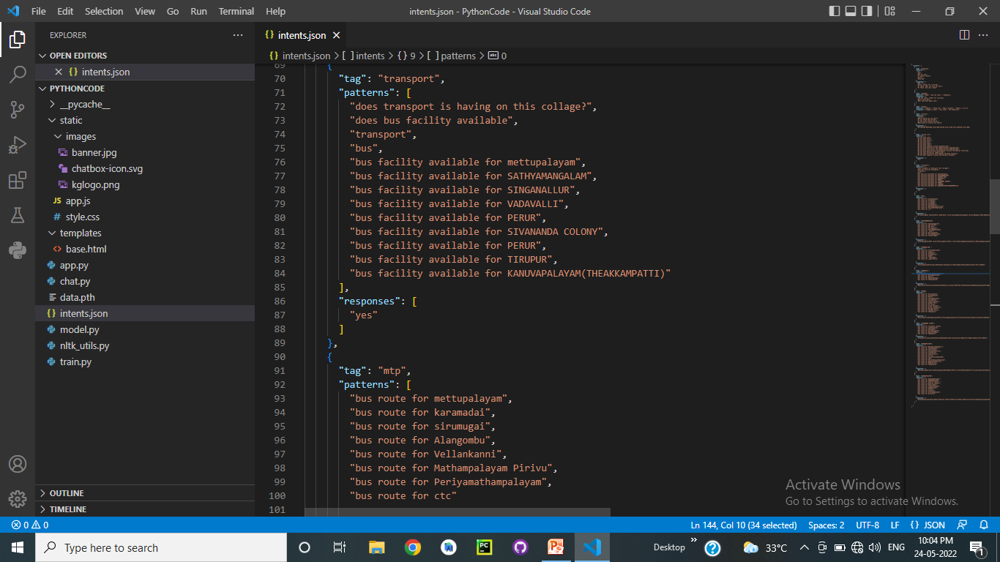 File Edit Selection View Go Run Terminal Help intents.json - PythonCode - Visual Studio Code
EXPLORER
OPEN EDITORS
intents.json
PYTHONCODE
__pycache__
static
images
banner.jpg
chatbox-icon.svg
kglogo.png
JS app.js
# style.css
templates
<> base.html
app.py
chat.py
data.pth
{} intents.json
model.py
nltk_utils.py
train.py
OUTLINE
TIMELINE
{} intents.json
{} intents.json > [ ] intents > {} 9 > [ ] patterns > abc 0
69 {
70 "tag": "transport",
71 "patterns": [
72 "does transport is having on this collage?",
73 "does bus facility available",
74 "transport",
75 "bus",
76 "bus facility available for mettupalayam",
77 "bus facility available for SATHYAMANGALAM",
78 "bus facility available for SINGANALLUR",
79 "bus facility available for VADAVALLI",
80 "bus facility available for PERUR",
81 "bus facility available for SIVANANDA COLONY",
82 "bus facility available for PERUR",
83 "bus facility available for TIRUPUR",
84 "bus facility available for KANUVAPALAYAM(THEAKKAMPATTI)"
85 ],
86 "responses": [
87 "yes"
88 ]
89 },
90 {
91 "tag": "mtp",
92 "patterns": [
93 "bus route for mettupalayam",
94 "bus route for karamadai",
95 "bus route for sirumugai",
96 "bus route for Alangombu",
97 "bus route for Vellankanni",
98 "bus route for Mathampalayam Pirivu",
99 "bus route for Periyamathampalayam",
100 "bus route for ctc"
101
Activate Windows
Go to Settings to activate Windows.
0 0 Ln 144, Col 10 (34 selected) Spaces: 2 UTF-8 LF {} JSON
Type here to search
PC
Desktop
33°C
ENG
10:04 PM
24-05-2022
1